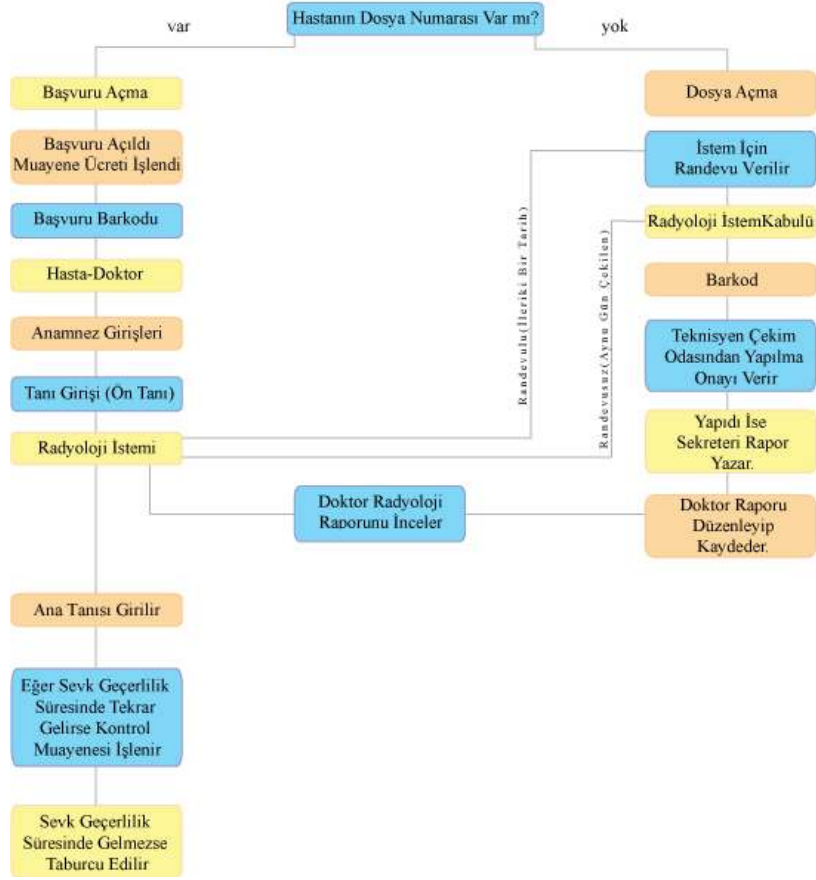 Hastanın Dosya Numarası Var mı?
var
yok
Başvuru Açma
Başvuru Açıldı
Muayene Ücreti İşlendi
Başvuru Barkodu
Hasta-Doktor
Anamnez Girişleri
Tanı Girişi (Ön Tanı)
Radyoloji İstemi
Randevulu(İleriki Bir Tarih)
Randevusuz(Aynu Gün Çekilen)
Dosya Açma
İstem İçin
Randevu Verilir
Radyoloji İstemKabulü
Barkod
Teknisyen Çekim
Odasından Yapılma
Onayı Verir
Yapıdı İse
Sekreteri Rapor
Yazar.
Doktor Raporu
Düzenleyip
Kaydeder.
Doktor Radyoloji
Raporunu İnceler
Ana Tanısı Girilir
Eğer Sevk Geçerlilik
Süresinde Tekrar
Gelirse Kontrol
Muayenesi İşlenir
Sevk Geçerlilik
Süresinde Gelmezse
Taburcu Edilir